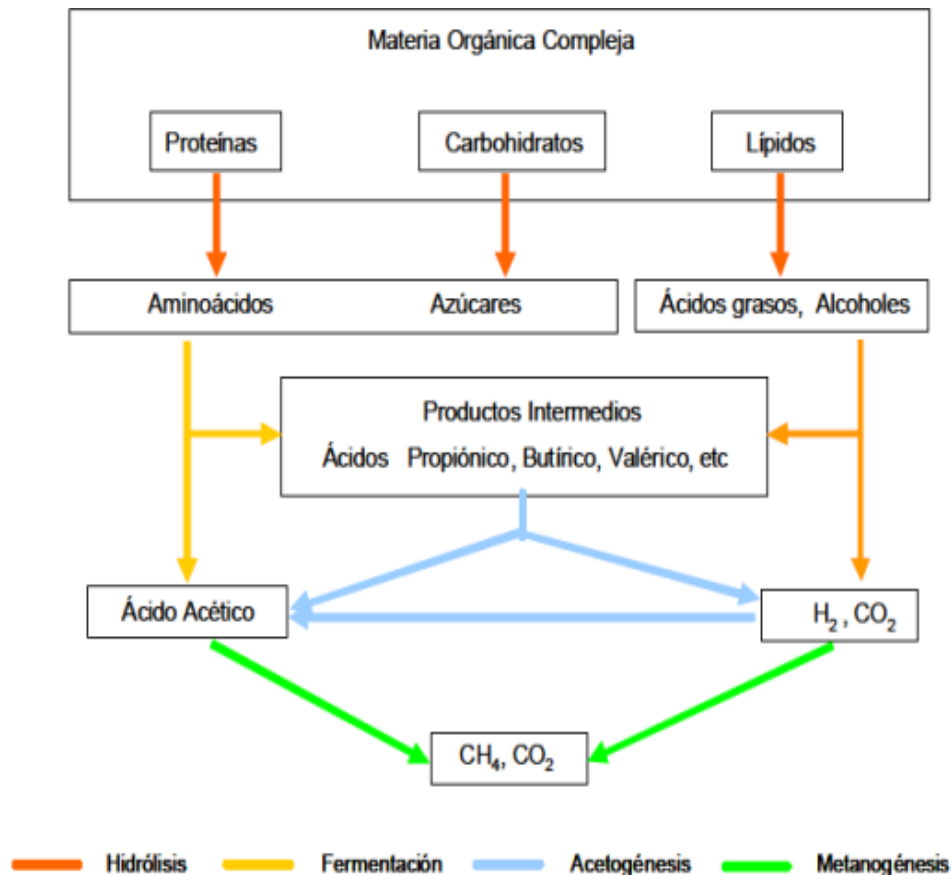 Materia Orgánica Compleja
Proteínas Carbohidratos Lípidos
Aminoácidos Azúcares Ácidos grasos, Alcoholes
Productos Intermedios
Ácidos Propiónico, Butírico, Valérico, etc
Ácido Acético H₂, CO₂
CH₄, CO₂
Hidrólisis Fermentación Acetogénesis Metanogénesis